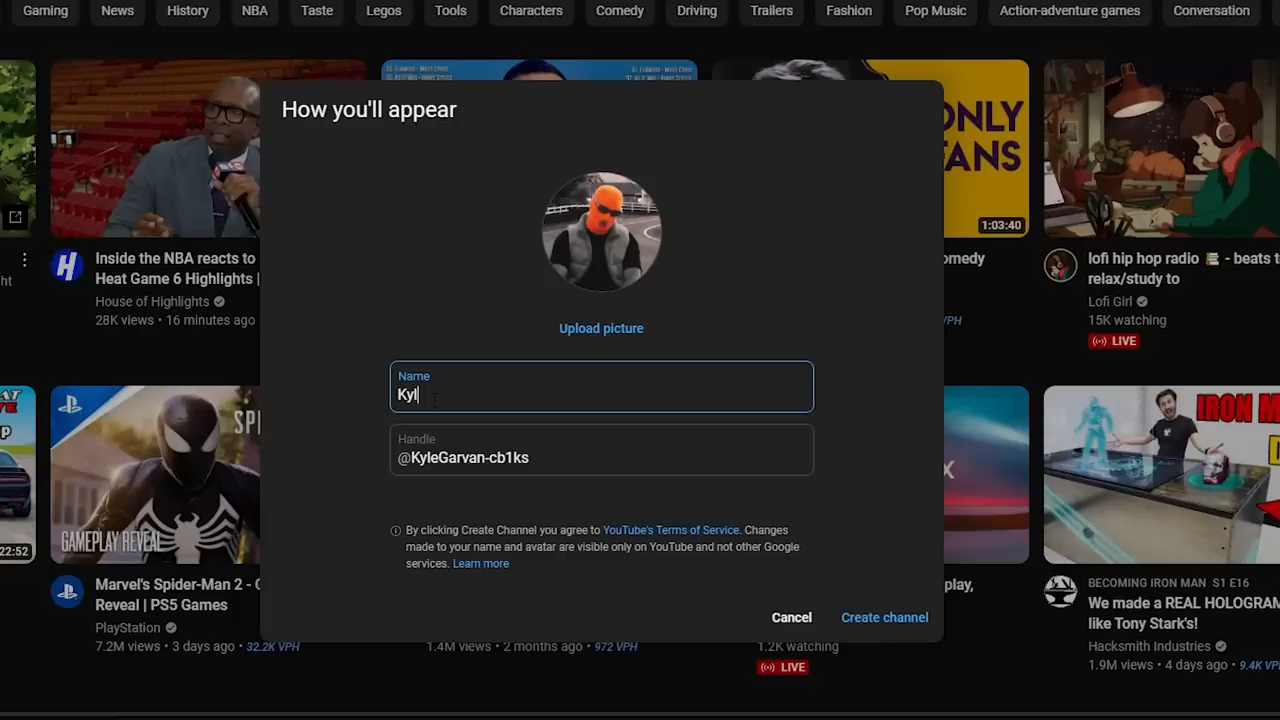 Gaming News History NBA Taste Legos Tools Characters Comedy Driving Trailers Fashion Pop Music Action-adventure games Conversation
How you'll appear
ONLY
FANS
1:03:40
Inside the NBA reacts to
Heat Game 6 Highlights |
House of Highlights
28K views • 16 minutes ago
ht
omedy
VPH
lofi hip hop radio 📚 - beats t
relax/study to
Lofi Girl
15K watching
LIVE
Upload picture
Name
Kyl
Handle
@KyleGarvan-cb1ks
By clicking Create Channel you agree to YouTube's Terms of Service. Changes
made to your name and avatar are visible only on YouTube and not other Google
services. Learn more
Cancel
Create channel
22:52
SPI
GAMEPLAY REVEAL
Marvel's Spider-Man 2 - G
Reveal | PS5 Games
PlayStation
7.2M views • 3 days ago • 32.2K VPH
1.4M views • 2 months ago • 972 VPH
play,
1.2K watching
LIVE
IRON M
BECOMING IRON MAN S1 E16
We made a REAL HOLOGRAM
like Tony Stark's!
Hacksmith Industries
1.9M views • 4 days ago • 9.4K VPH